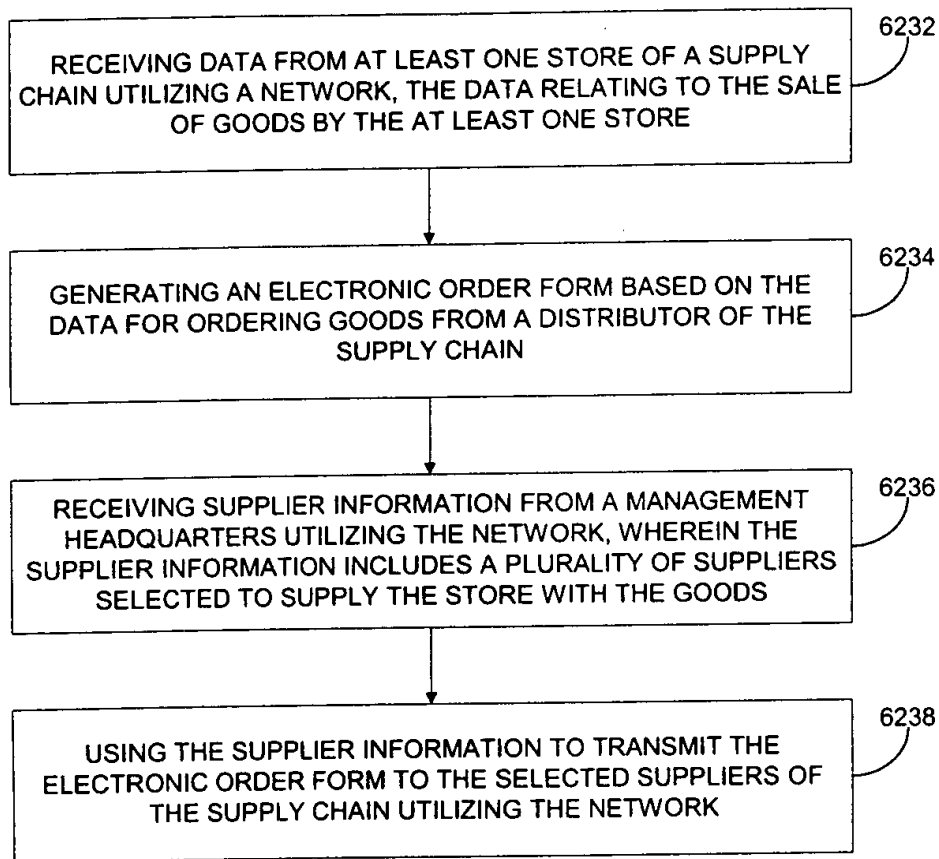 6232
RECEIVING DATA FROM AT LEAST ONE STORE OF A SUPPLY
CHAIN UTILIZING A NETWORK, THE DATA RELATING TO THE SALE
OF GOODS BY THE AT LEAST ONE STORE
6234
GENERATING AN ELECTRONIC ORDER FORM BASED ON THE
DATA FOR ORDERING GOODS FROM A DISTRIBUTOR OF THE
SUPPLY CHAIN
6236
RECEIVING SUPPLIER INFORMATION FROM A MANAGEMENT
HEADQUARTERS UTILIZING THE NETWORK, WHEREIN THE
SUPPLIER INFORMATION INCLUDES A PLURALITY OF SUPPLIERS
SELECTED TO SUPPLY THE STORE WITH THE GOODS
6238
USING THE SUPPLIER INFORMATION TO TRANSMIT THE
ELECTRONIC ORDER FORM TO THE SELECTED SUPPLIERS OF
THE SUPPLY CHAIN UTILIZING THE NETWORK